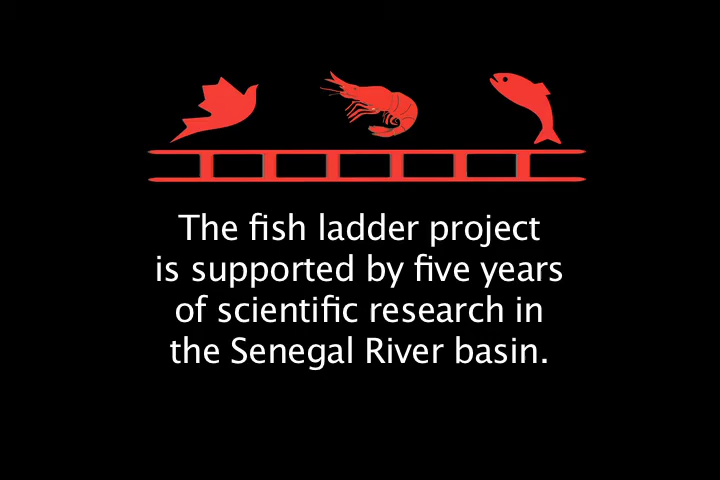 The fish ladder project
is supported by five years
of scientific research in
the Senegal River basin.